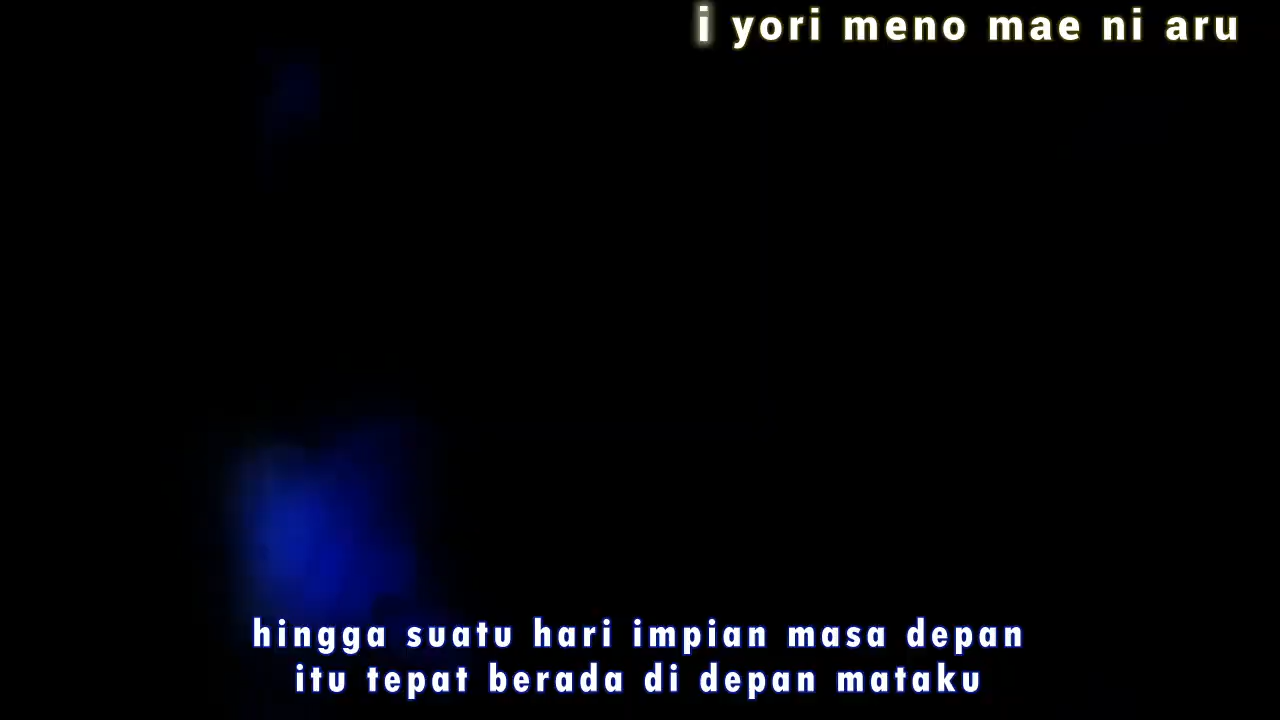 i yori meno mae ni aru
hingga suatu hari impian masa depan
itu tepat berada di depan mataku